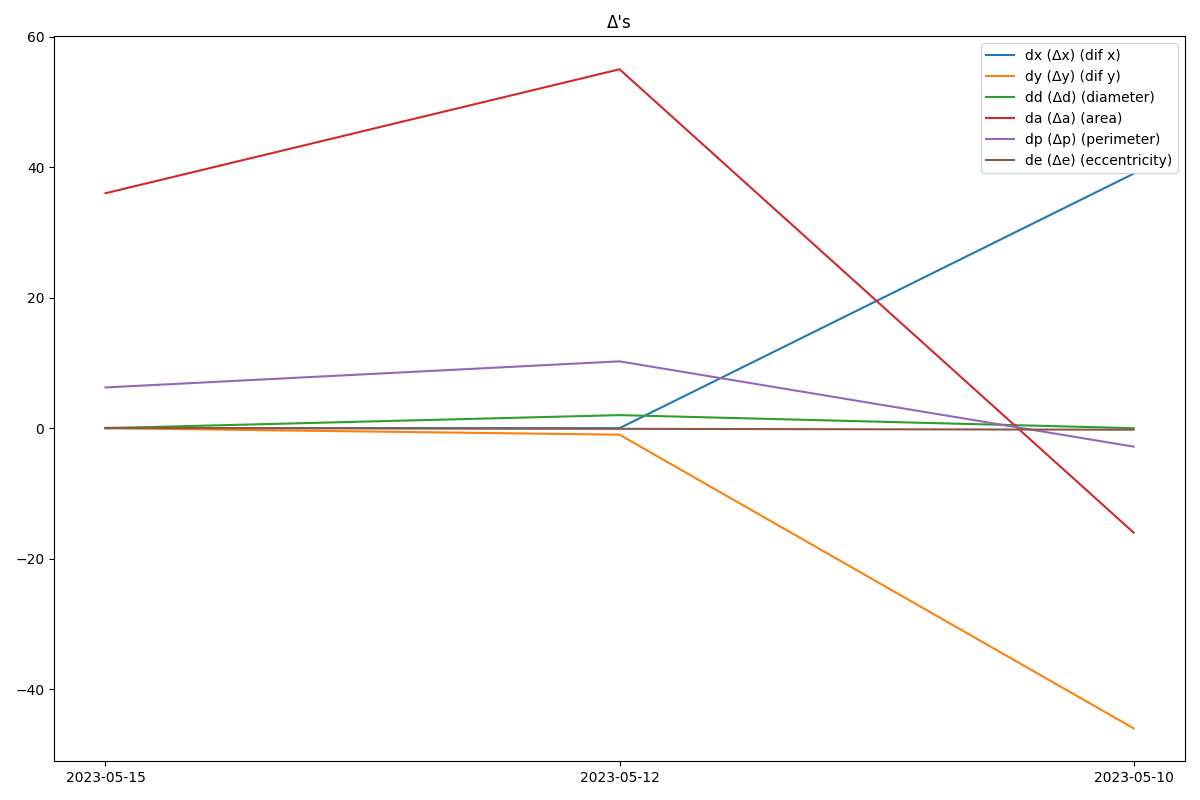 Δ's
60
40
20
0
−20
−40
dx (Δx) (dif x)
dy (Δy) (dif y)
dd (Δd) (diameter)
da (Δa) (area)
dp (Δp) (perimeter)
de (Δe) (eccentricity)
2023-05-15
2023-05-12
2023-05-10